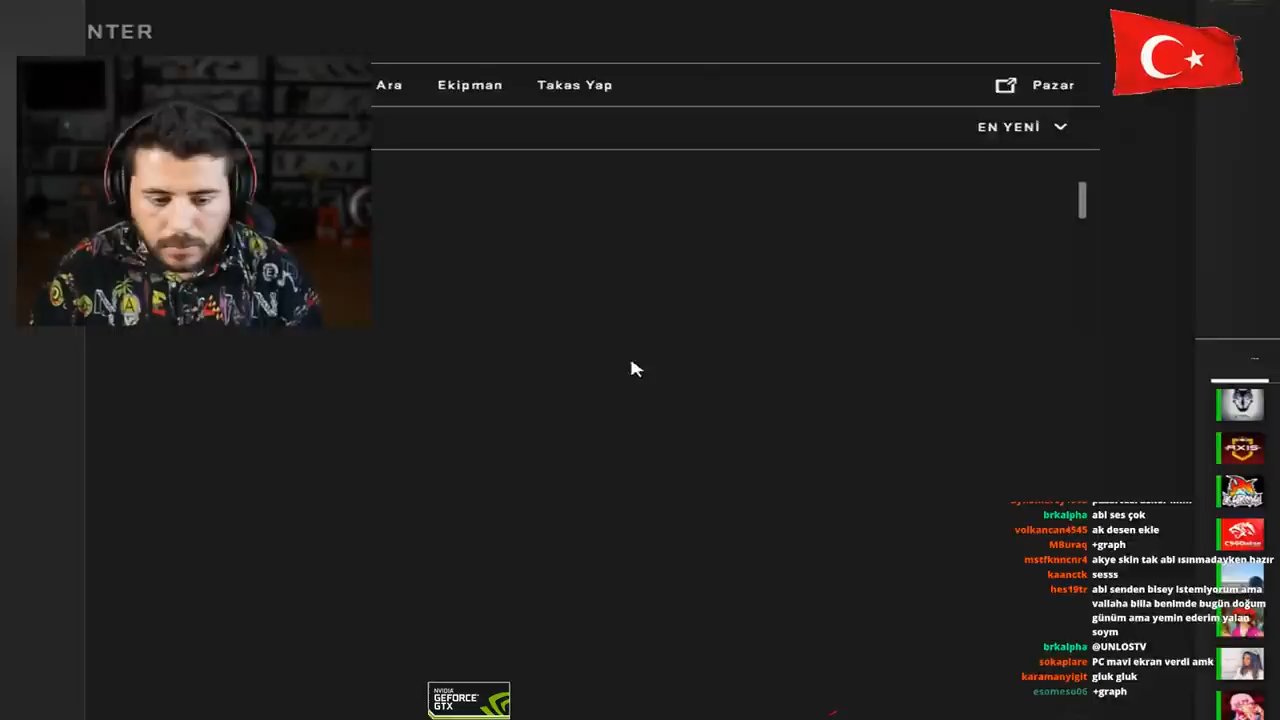 NTER
Ara Ekipman Takas Yap Pazar
EN YENİ
brkalpha abi ses çok
volkancan4545 ak desen ekle
MBuraq +graph
mstfknncnr4 akye skin tak abi ısınmadayken hazır
kaanctk sesss
hes19tr abi senden bisey istemiyorum ama
vallaha billa benimde bugün doğum
günüm ama yemin ederim yalan
soym
brkalpha @UNLOSTV
sokaplare PC mavi ekran verdi amk
karamanyigit gluk gluk
esomeso06 +graph
AXIS
NVIDIA
GEFORCE
GTX